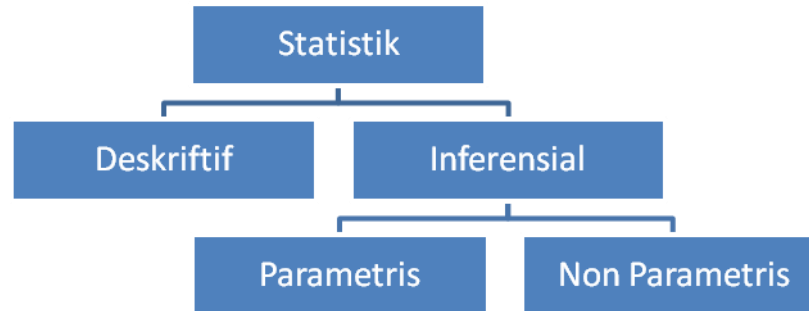 Statistik
Deskriftif
Inferensial
Parametris
Non Parametris